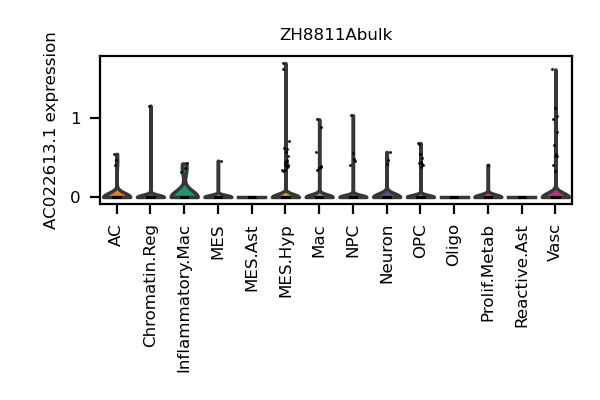 ZH8811Abulk
AC022613.1 expression
1
0
AC
Chromatin.Reg
Inflammatory.Mac
MES
MES.Ast
MES.Hyp
Mac
NPC
Neuron
OPC
Oligo
Prolif.Metab
Reactive.Ast
Vasc